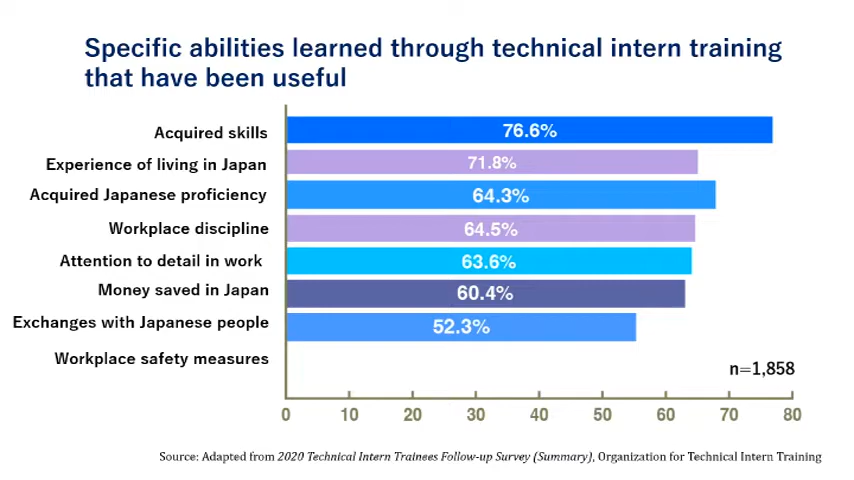 Specific abilities learned through technical intern training
that have been useful
Acquired skills 76.6%
Experience of living in Japan 71.8%
Acquired Japanese proficiency 64.3%
Workplace discipline 64.5%
Attention to detail in work 63.6%
Money saved in Japan 60.4%
Exchanges with Japanese people 52.3%
Workplace safety measures
n=1,858
0 10 20 30 40 50 60 70 80
Source: Adapted from 2020 Technical Intern Trainees Follow-up Survey (Summary), Organization for Technical Intern Training